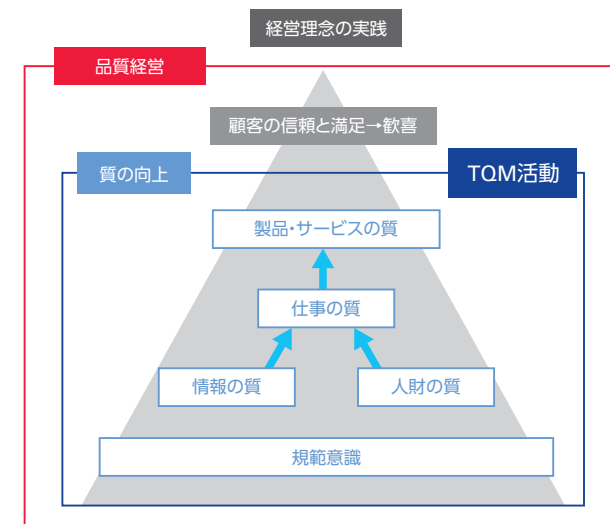 経営理念の実践
品質経営
顧客の信頼と満足→歓喜
質の向上
TQM活動
製品・サービスの質
仕事の質
情報の質
人財の質
規範意識